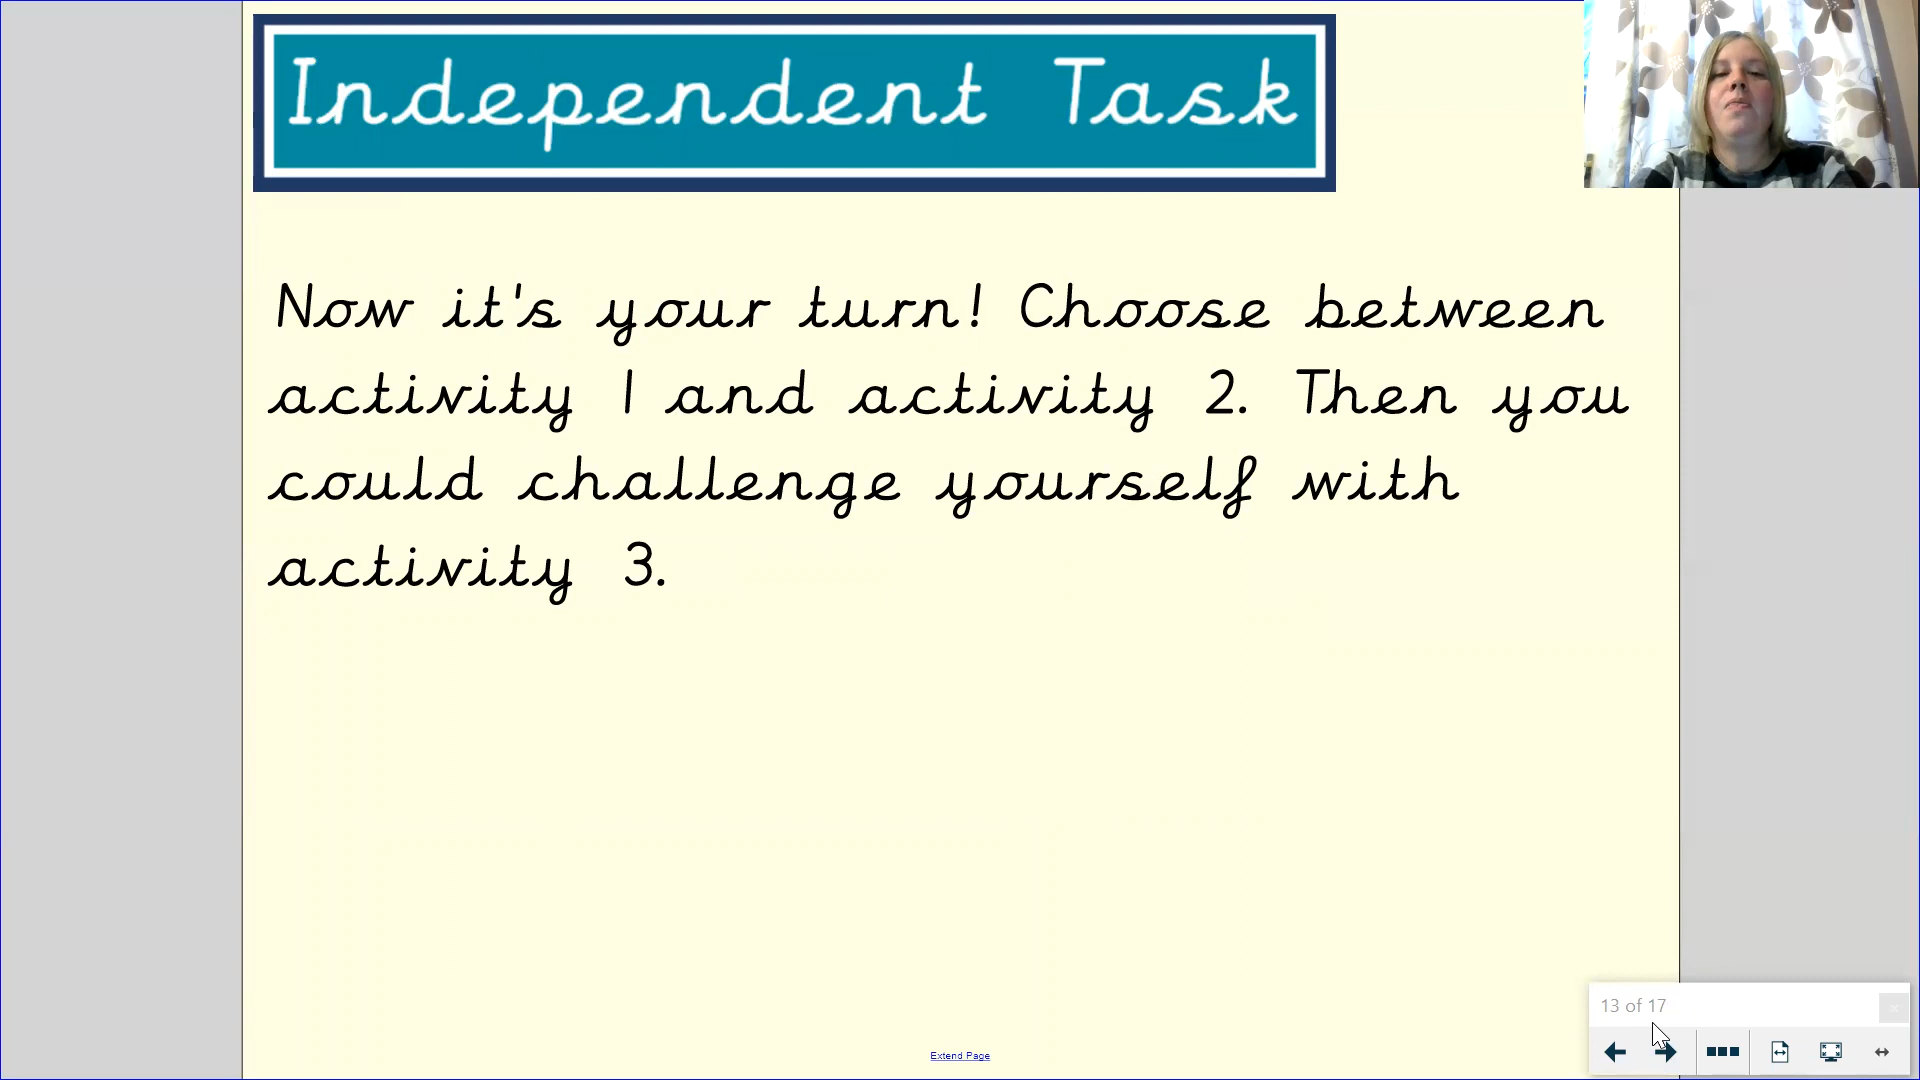 Independent Task
Now it's your turn! Choose between
activity 1 and activity 2. Then you
could challenge yourself with
activity 3.
13 of 17
Extend Page